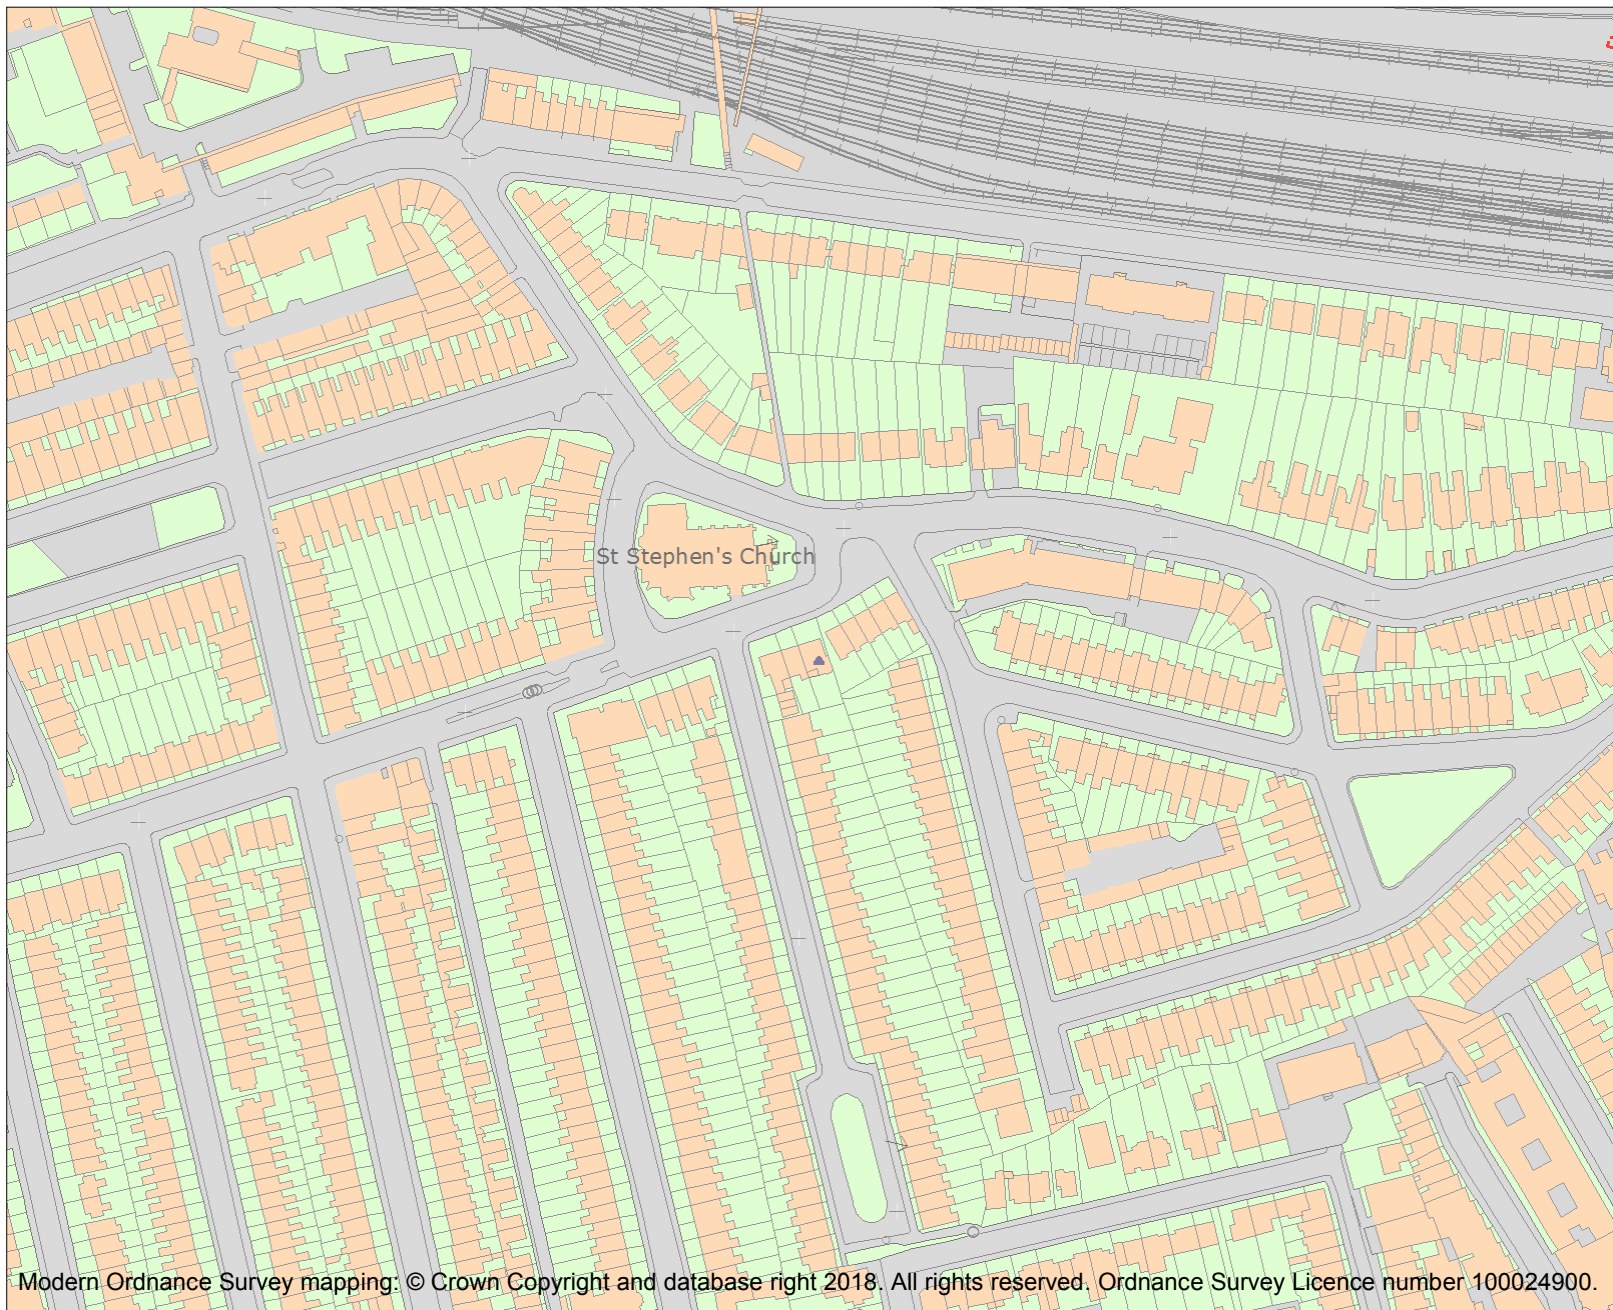 St Stephen's Church
Modern Ordnance Survey mapping: © Crown Copyright and database right 2018. All rights reserved. Ordnance Survey Licence number 100024900.